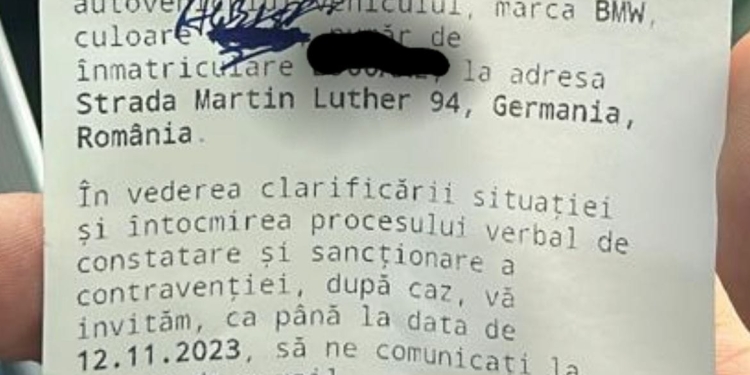 marca BMW,
culoare număr de
înmatriculare la adresa
Strada Martin Luther 94, Germania,
România.
În vederea clarificării situației
și întocmirea procesului verbal de
constatare și sancționare a
contravenției, după caz, vă
invităm, ca până la data de
12.11.2023, să ne comunicați la